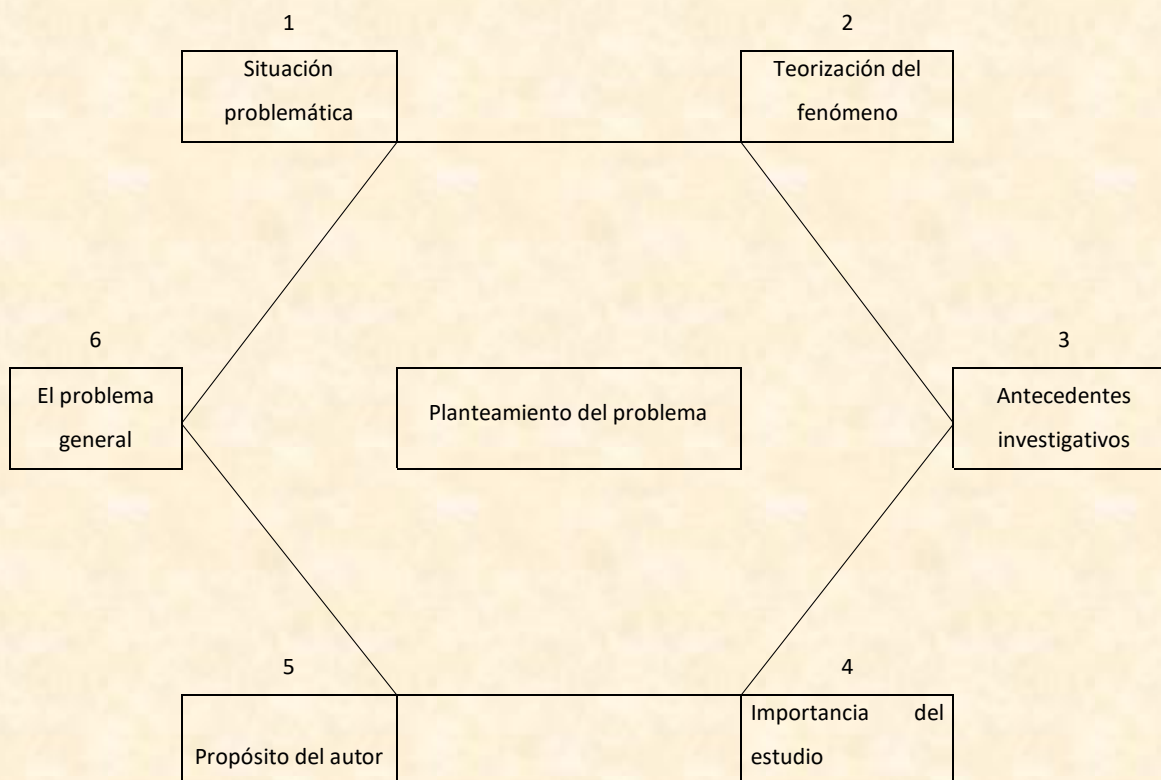 1
Situación
problemática
2
Teorización del
fenómeno
6
El problema
general
Planteamiento del problema
3
Antecedentes
investigativos
5
Propósito del autor
4
Importancia del
estudio